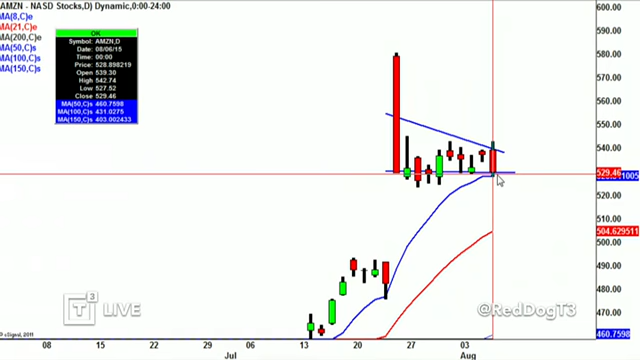 AMZN - NASD Stocks,D) Dynamic,0:00-24:00
MA(8,C)e
MA(21,C)e
MA(200,C)e
MA(50,C)s
MA(100,C)s
MA(150,C)s
OK
Symbol: AMZN,D
Date: 08/06/15
Time: 00:00
Price: 528.898219
Open 539.30
High 542.74
Low 527.52
Close 529.46
MA(50,C)s 460.7598
MA(100,C)s 431.0275
MA(150,C)s 403.002433
600.00
590.00
580.00
570.00
560.00
550.00
540.00
529.46
520.00
510.00
504.629511
500.00
490.00
480.00
470.00
460.7598
T3 LIVE
@RedDogT3
© eSignal, 2011
08
15
22
Jul
13
20
27
Aug
03
10
17
24